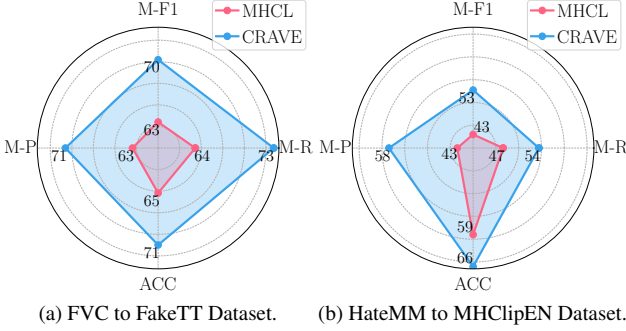 M-F1
MHCL
CRAVE
70
63
M-P
71
63
64
73
M-R
65
71
ACC
(a) FVC to FakeTT Dataset.
M-F1
MHCL
CRAVE
53
43
M-P
58
43
47
54
M-R
59
66
ACC
(b) HateMM to MHClipEN Dataset.